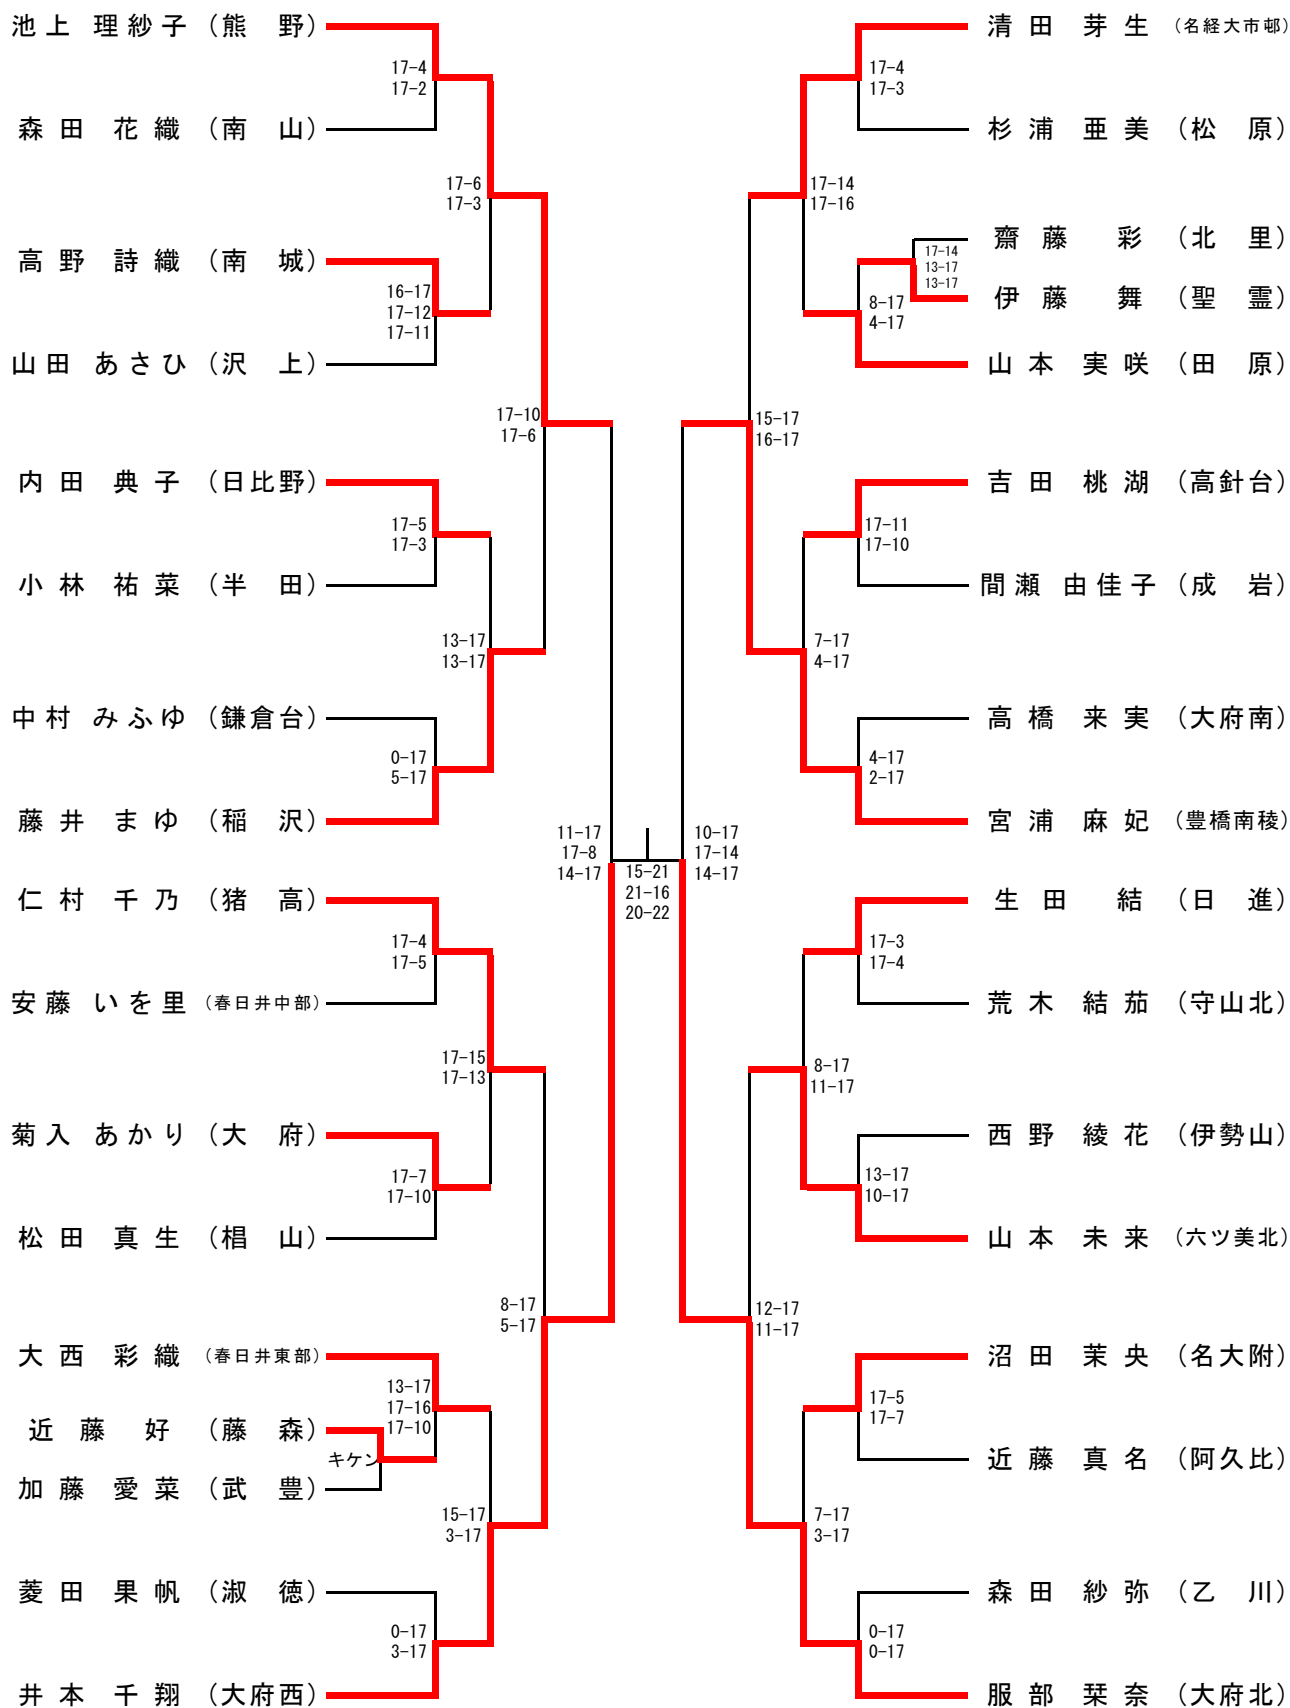 池上 理紗子 (熊 野)
17-4
17-2
森田 花織 (南 山)
17-6
17-3
高野 詩織 (南 城)
16-17
17-12
17-11
山田 あさひ (沢 上)
17-10
17-6
内田 典子 (日比野)
17-5
17-3
小林 祐菜 (半 田)
13-17
13-17
中村 みふゆ (鎌倉台)
0-17
5-17
藤井 まゆ (稲 沢)
11-17
17-8
14-17
仁村 千乃 (猪 高)
17-4
17-5
安藤 いを里 (春日井中部)
17-15
17-13
菊入 あかり (大 府)
17-7
17-10
松田 真生 (椙 山)
8-17
5-17
大西 彩織 (春日井東部)
13-17
17-16
17-10
近藤 好 (藤 森)
キケン
加藤 愛菜 (武 豊)
15-17
3-17
菱田 果帆 (淑 徳)
0-17
3-17
井本 千翔 (大府西)
15-21
21-16
20-22
清田 芽生 (名経大市邨)
17-4
17-3
杉浦 亜美 (松 原)
17-14
17-16
齋藤 彩 (北 里)
17-14
13-17
13-17
伊藤 舞 (聖 霊)
8-17
4-17
山本 実咲 (田 原)
15-17
16-17
吉田 桃湖 (高針台)
17-11
17-10
間瀬 由佳子 (成 岩)
7-17
4-17
高橋 来実 (大府南)
4-17
2-17
宮浦 麻妃 (豊橋南稜)
10-17
17-14
14-17
生田 結 (日 進)
17-3
17-4
荒木 結茄 (守山北)
8-17
11-17
西野 綾花 (伊勢山)
13-17
10-17
山本 未来 (六ツ美北)
12-17
11-17
沼田 茉央 (名大附)
17-5
17-7
近藤 真名 (阿久比)
7-17
3-17
森田 紗弥 (乙 川)
0-17
0-17
服部 栞奈 (大府北)